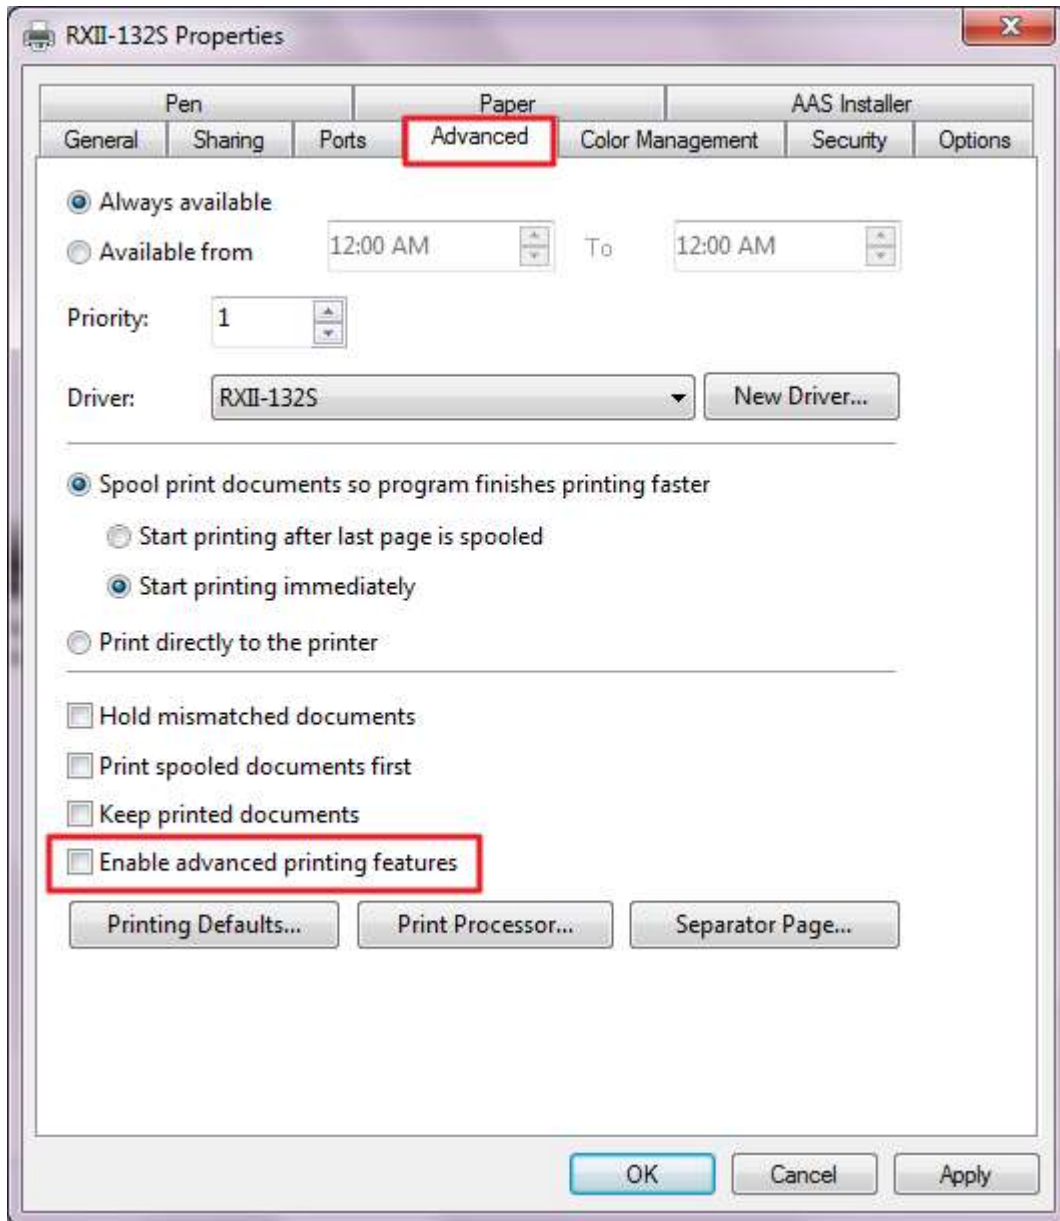 RXII-132S Properties
X
Pen Paper AAS Installer
General Sharing Ports Advanced Color Management Security Options
Always available
Available from 12:00 AM To 12:00 AM
Priority: 1
Driver: RXII-132S New Driver...
Spool print documents so program finishes printing faster
Start printing after last page is spooled
Start printing immediately
Print directly to the printer
Hold mismatched documents
Print spooled documents first
Keep printed documents
Enable advanced printing features
Printing Defaults... Print Processor... Separator Page...
OK Cancel Apply